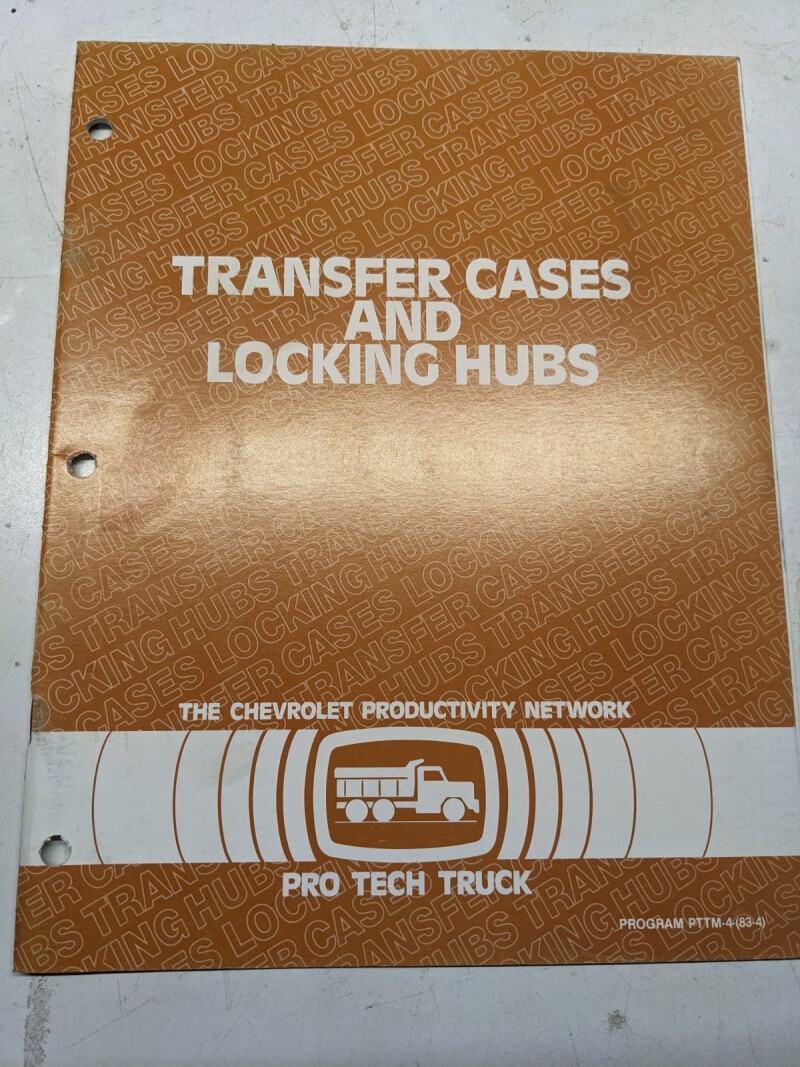 TRANSFER CASES
AND
LOCKING HUBS
THE CHEVROLET PRODUCTIVITY NETWORK
PRO TECH TRUCK
PROGRAM PTTM-4-(83-4)